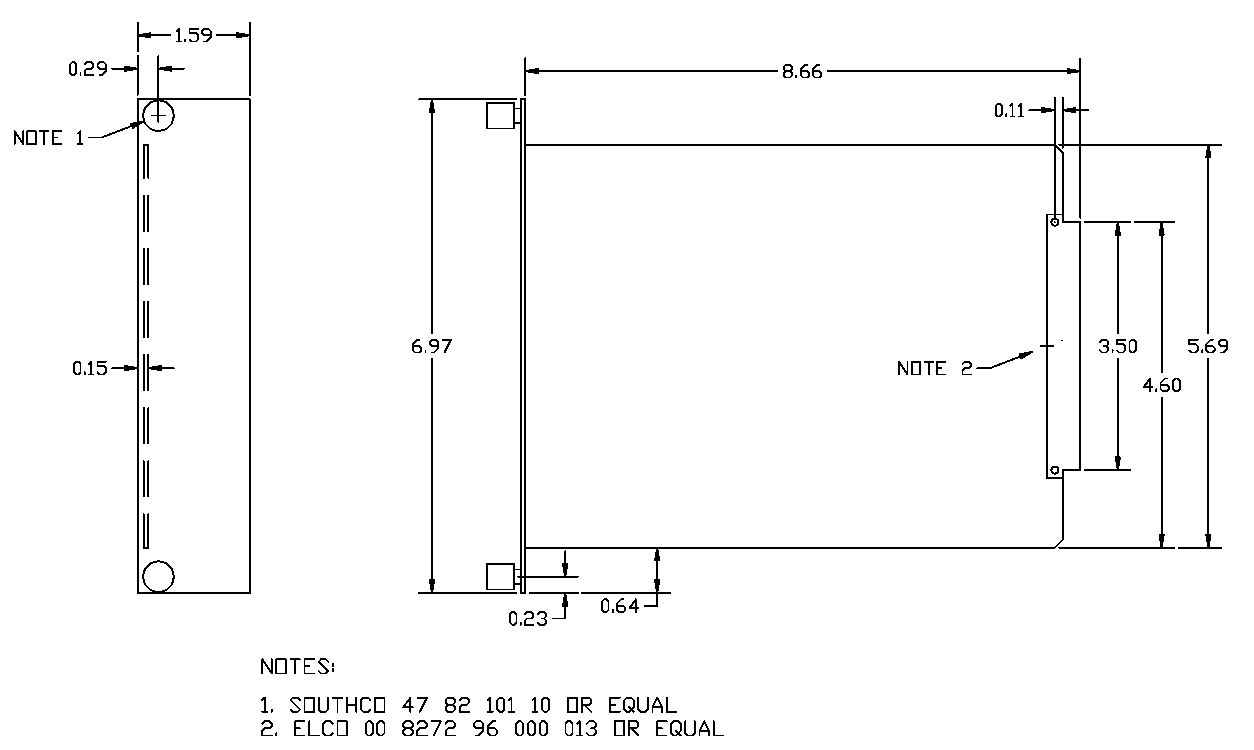 1.59
0.29
8.66
0.11
NOTE 1
6.97
3.50
5.69
0.15
NOTE 2
4.60
0.64
0.23
NOTES:
1. SOUTHCO 47 82 101 10 OR EQUAL
2. ELCO 00 8272 96 000 013 OR EQUAL